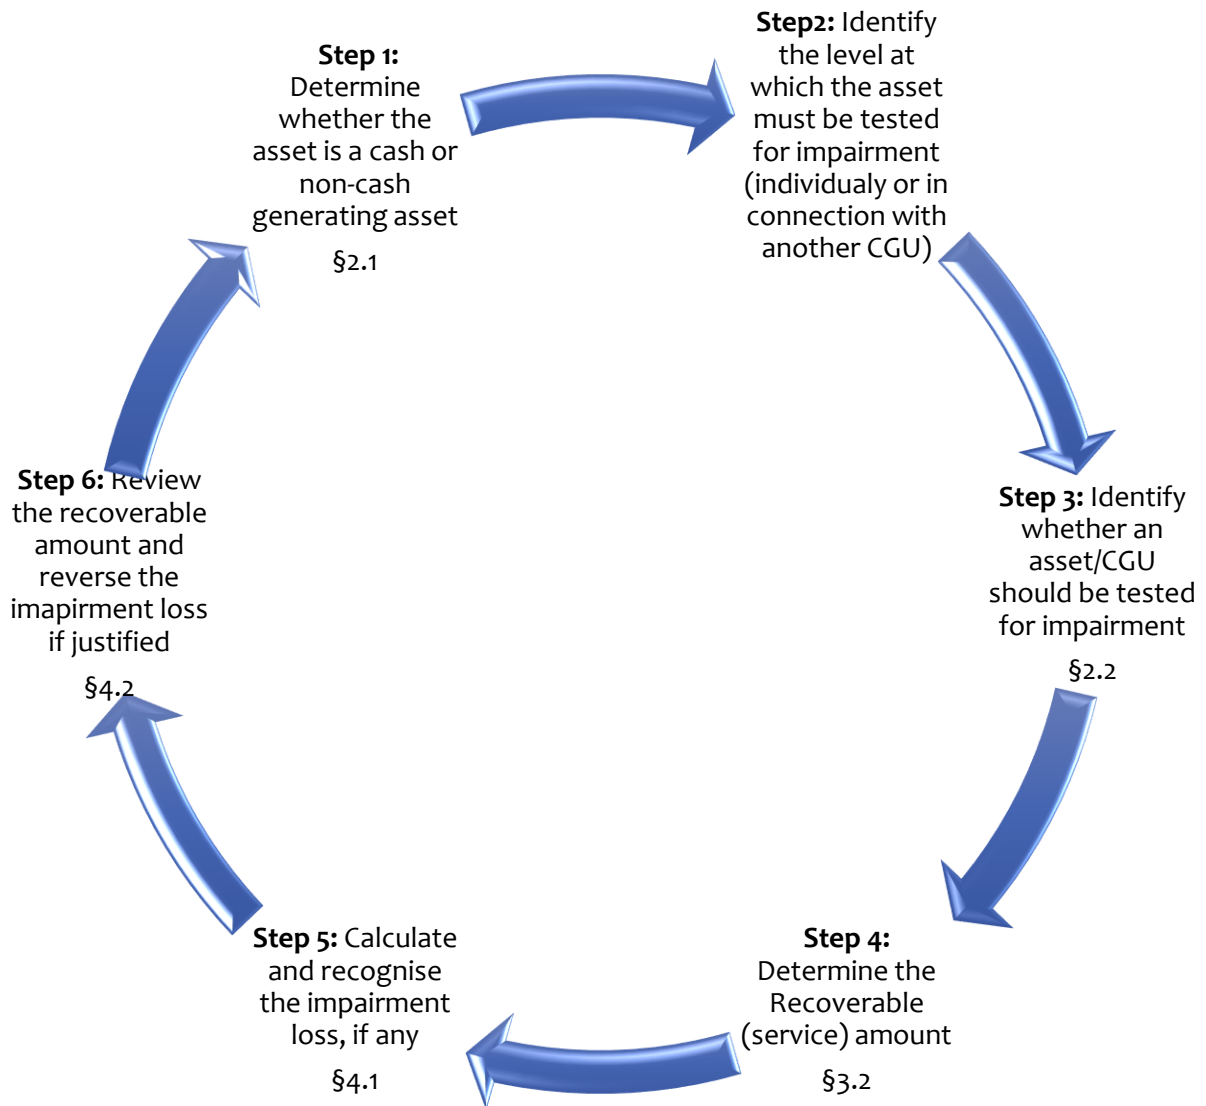 Step 1:
Determine
whether the
asset is a cash or
non-cash
generating asset
§2.1
Step2: Identify
the level at
which the asset
must be tested
for impairment
(individualy or in
connection with
another CGU)
Step 3: Identify
whether an
asset/CGU
should be tested
for impairment
§2.2
Step 4:
Determine the
Recoverable
(service) amount
§3.2
Step 5: Calculate
and recognise
the impairment
loss, if any
§4.1
Step 6: Review
the recoverable
amount and
reverse the
imapirment loss
if justified
§4.2